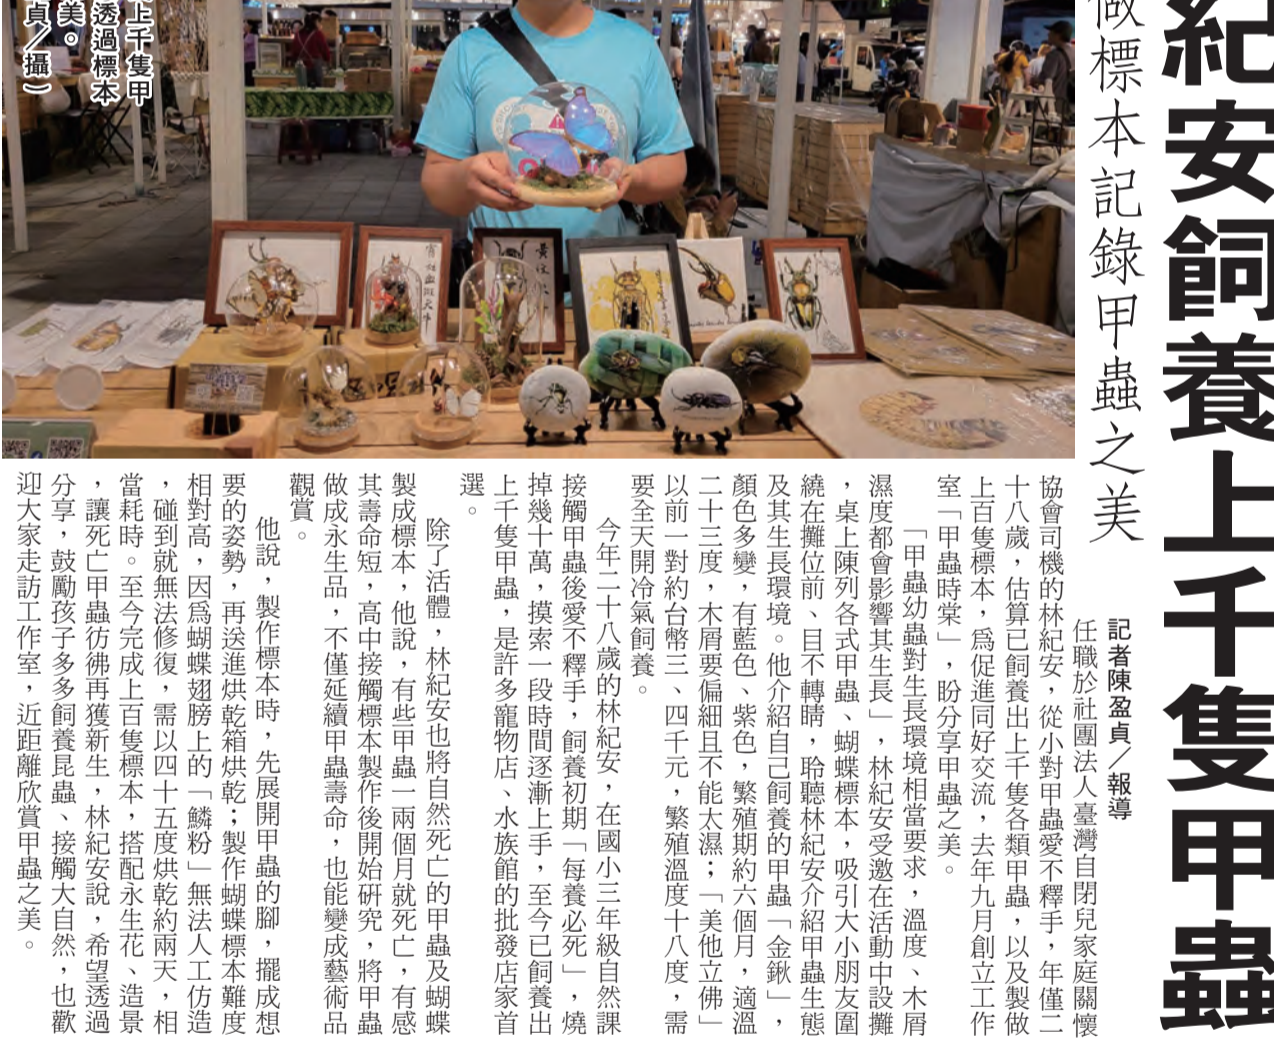 紀安飼養上千隻甲蟲
做標本記錄甲蟲之美
記者陳盈貞／報導
任職於社團法人臺灣自閉兒家庭關懷
協會司機的林紀安，從小對甲蟲愛不釋手，年僅二
十八歲，估算已飼養出上千隻各類甲蟲，以及製做
上百隻標本，為促進同好交流，去年九月創立工作
室「甲蟲時棠」，盼分享甲蟲之美。
「甲蟲幼蟲對生長環境相當要求，溫度、木屑
濕度都會影響其生長」，林紀安受邀在活動中設攤
，桌上陳列各式甲蟲、蝴蝶標本，吸引大小朋友圍
繞在攤位前、目不轉睛，聆聽林紀安介紹甲蟲生態
及其生長環境。他介紹自己飼養的甲蟲「金鍬」，
顏色多變，有藍色、紫色，繁殖期約六個月，適溫
二十三度，木屑要偏細且不能太濕；「美他立佛」
以前一對約台幣三、四千元，繁殖溫度十八度，需
要全天開冷氣飼養。
今年二十八歲的林紀安，在國小三年級自然課
接觸甲蟲後愛不釋手，飼養初期「每養必死」，燒
掉幾十萬，摸索一段時間逐漸上手，至今已飼養出
上千隻甲蟲，是許多寵物店、水族館的批發店家首
選。
除了活體，林紀安也將自然死亡的甲蟲及蝴蝶
製成標本，他說，有些甲蟲一兩個月就死亡，有感
其壽命短，高中接觸標本製作後開始研究，將甲蟲
做成永生品，不僅延續甲蟲壽命，也能變成藝術品
觀賞。
他說，製作標本時，先展開甲蟲的腳，擺成想
要的姿勢，再送進烘乾箱烘乾；製作蝴蝶標本難度
相對高，因為蝴蝶翅膀上的「鱗粉」無法人工仿造
，碰到就無法修復，需以四十五度烘乾約兩天，相
當耗時。至今完成上百隻標本，搭配永生花、造景
，讓死亡甲蟲彷彿再獲新生，林紀安說，希望透過
分享，鼓勵孩子多多飼養昆蟲、接觸大自然，也歡
迎大家走訪工作室，近距離欣賞甲蟲之美。
上千隻甲
透過標本
美。
貞／攝）